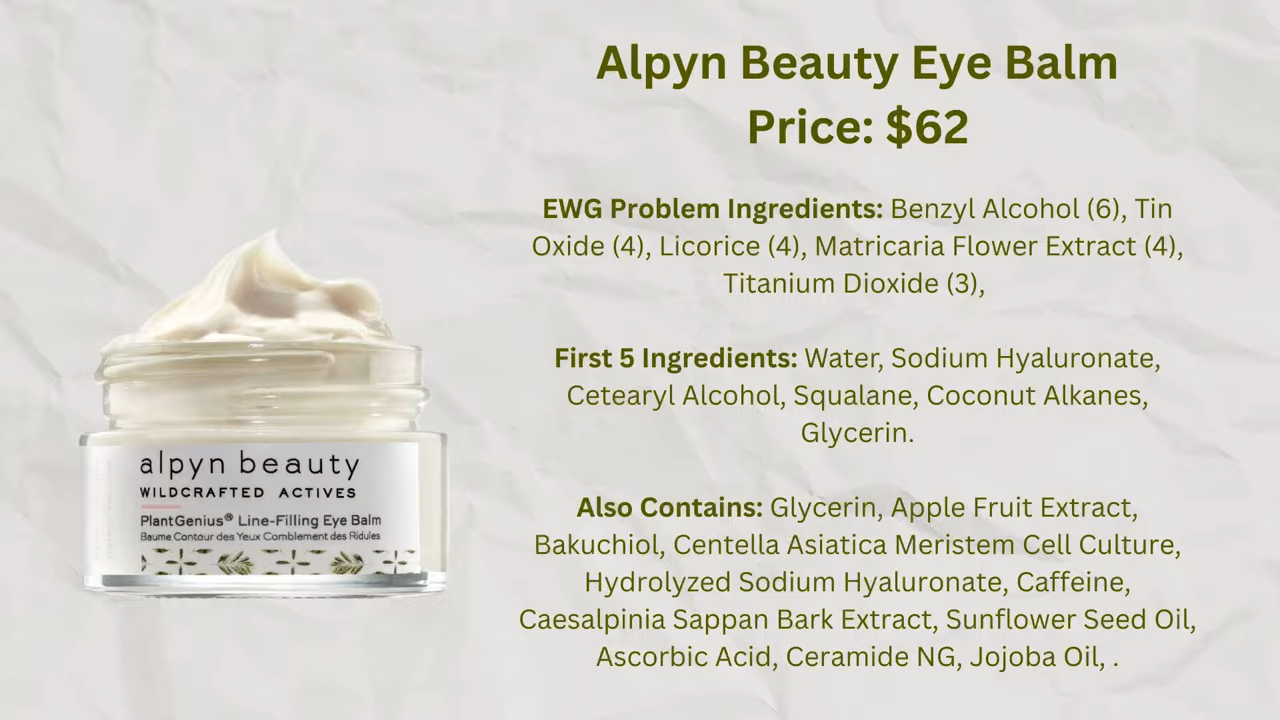 Alpyn Beauty Eye Balm
Price: $62
EWG Problem Ingredients: Benzyl Alcohol (6), Tin
Oxide (4), Licorice (4), Matricaria Flower Extract (4),
Titanium Dioxide (3),
First 5 Ingredients: Water, Sodium Hyaluronate,
Cetearyl Alcohol, Squalane, Coconut Alkanes,
Glycerin.
Also Contains: Glycerin, Apple Fruit Extract,
Bakuchiol, Centella Asiatica Meristem Cell Culture,
Hydrolyzed Sodium Hyaluronate, Caffeine,
Caesalpinia Sappan Bark Extract, Sunflower Seed Oil,
Ascorbic Acid, Ceramide NG, Jojoba Oil, .
alpyn beauty
WILDCRAFTED ACTIVES
PlantGenius® Line-Filling Eye Balm
Baume Contour des Yeux Comblement des Ridules